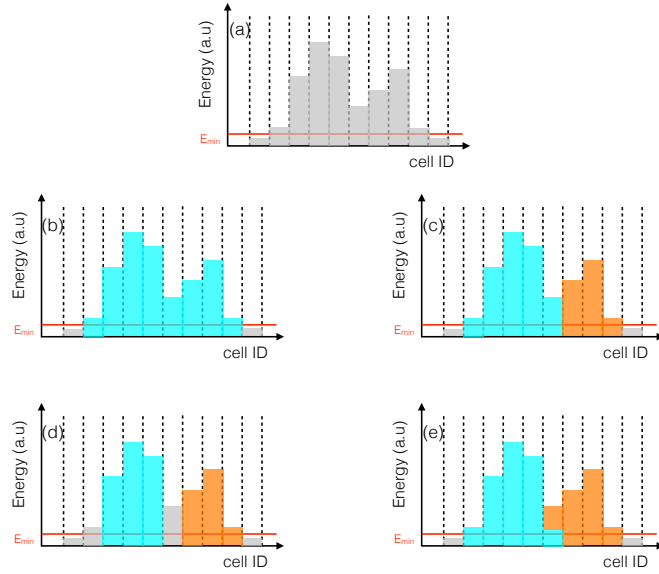 (a)
Energy (a.u)
Emin
cell ID
(b)
Energy (a.u)
Emin
cell ID
(c)
Energy (a.u)
Emin
cell ID
(d)
Energy (a.u)
Emin
cell ID
(e)
Energy (a.u)
Emin
cell ID